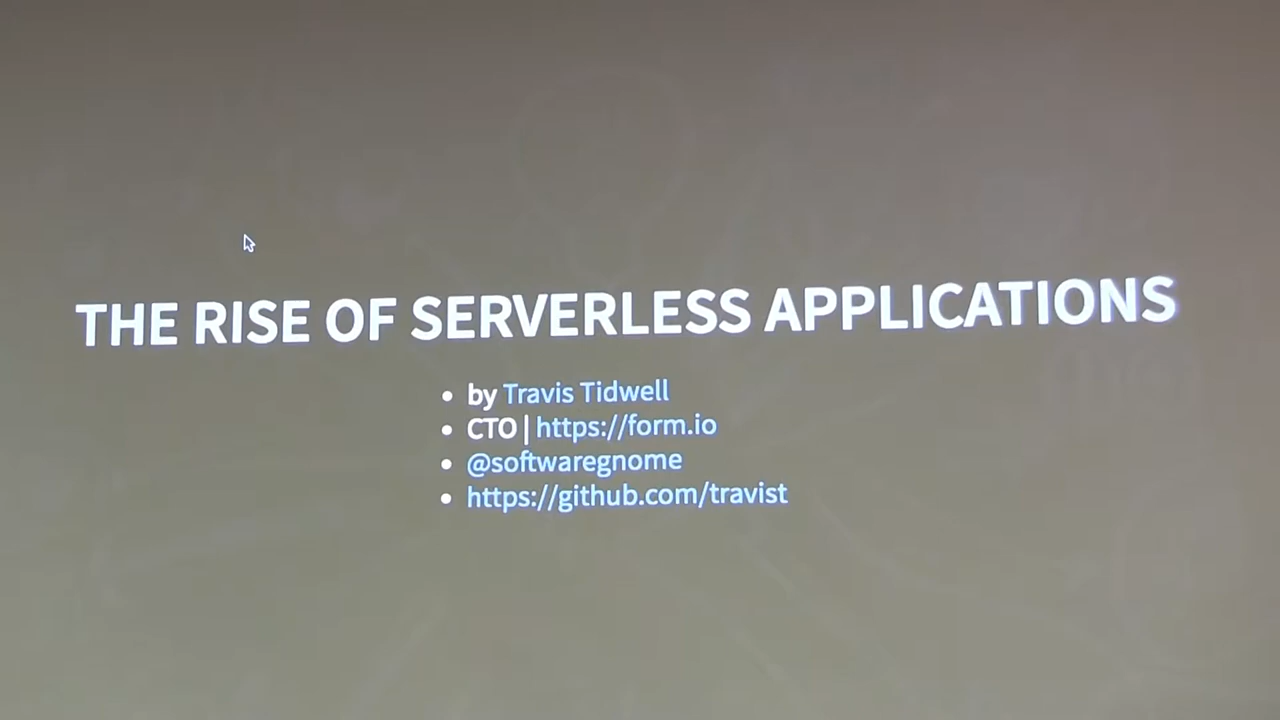 THE RISE OF SERVERLESS APPLICATIONS
• by Travis Tidwell
• CTO | https://form.io
• @softwaregnome
• https://github.com/travist